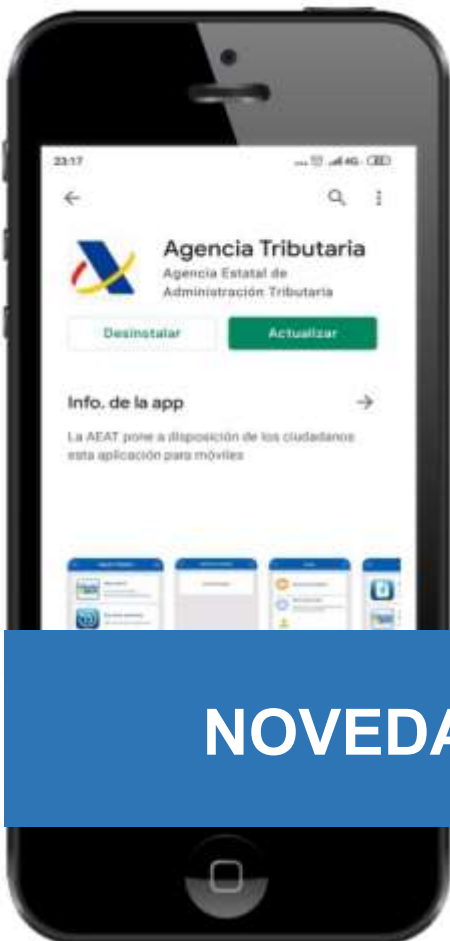 23:17
4G
Agencia Tributaria
Agencia Estatal de
Administración Tributaria
Desinstalar
Actualizar
Info. de la app
La AEAT pone a disposición de los ciudadanos
esta aplicación para móviles
NOVEDA